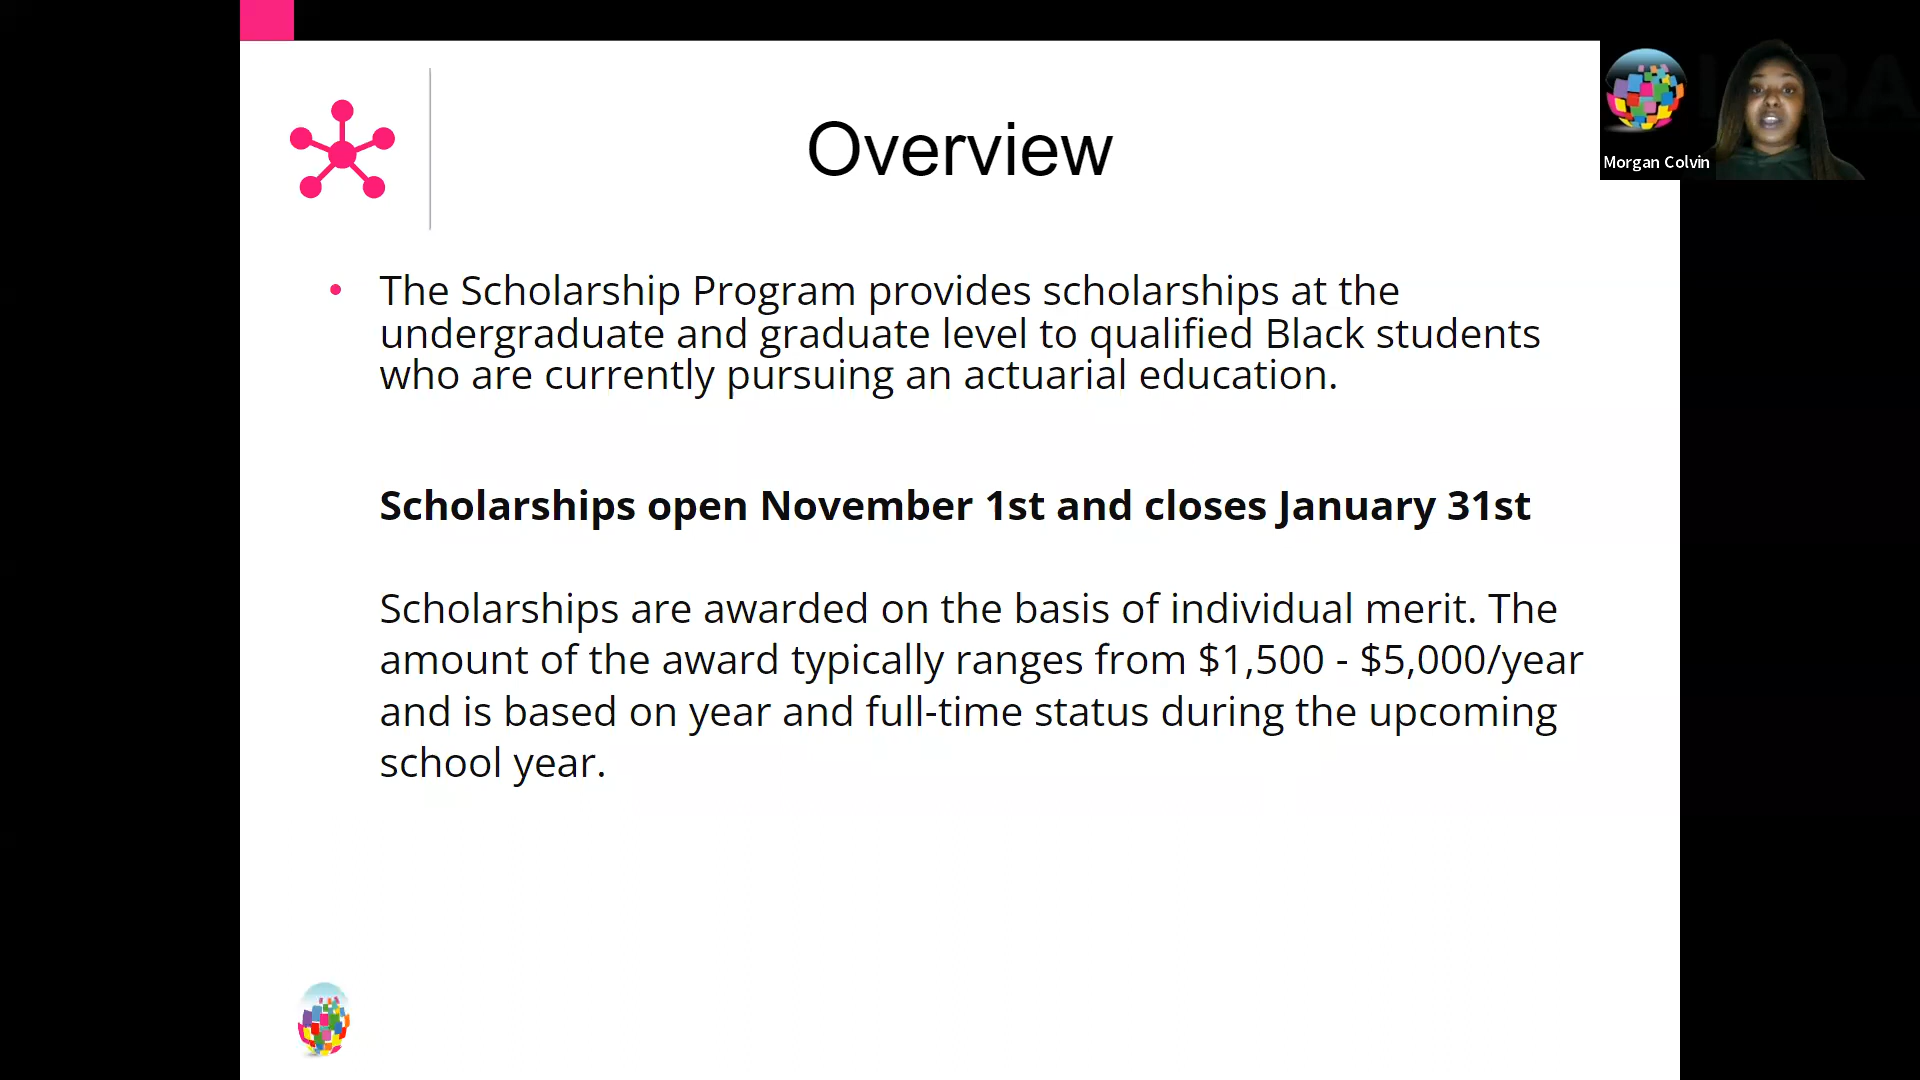 Overview
BA
Morgan Colvin
• The Scholarship Program provides scholarships at the
undergraduate and graduate level to qualified Black students
who are currently pursuing an actuarial education.
Scholarships open November 1st and closes January 31st
Scholarships are awarded on the basis of individual merit. The
amount of the award typically ranges from $1,500 - $5,000/year
and is based on year and full-time status during the upcoming
school year.